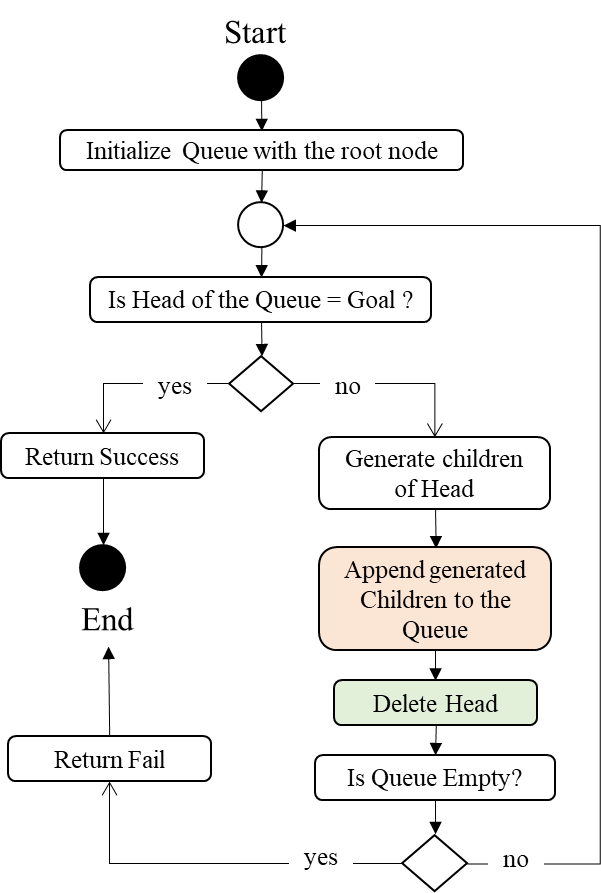 Start
Initialize Queue with the root node
Is Head of the Queue = Goal ?
yes
no
Return Success
Generate children
of Head
Append generated
Children to the
Queue
End
Delete Head
Return Fail
Is Queue Empty?
yes
no